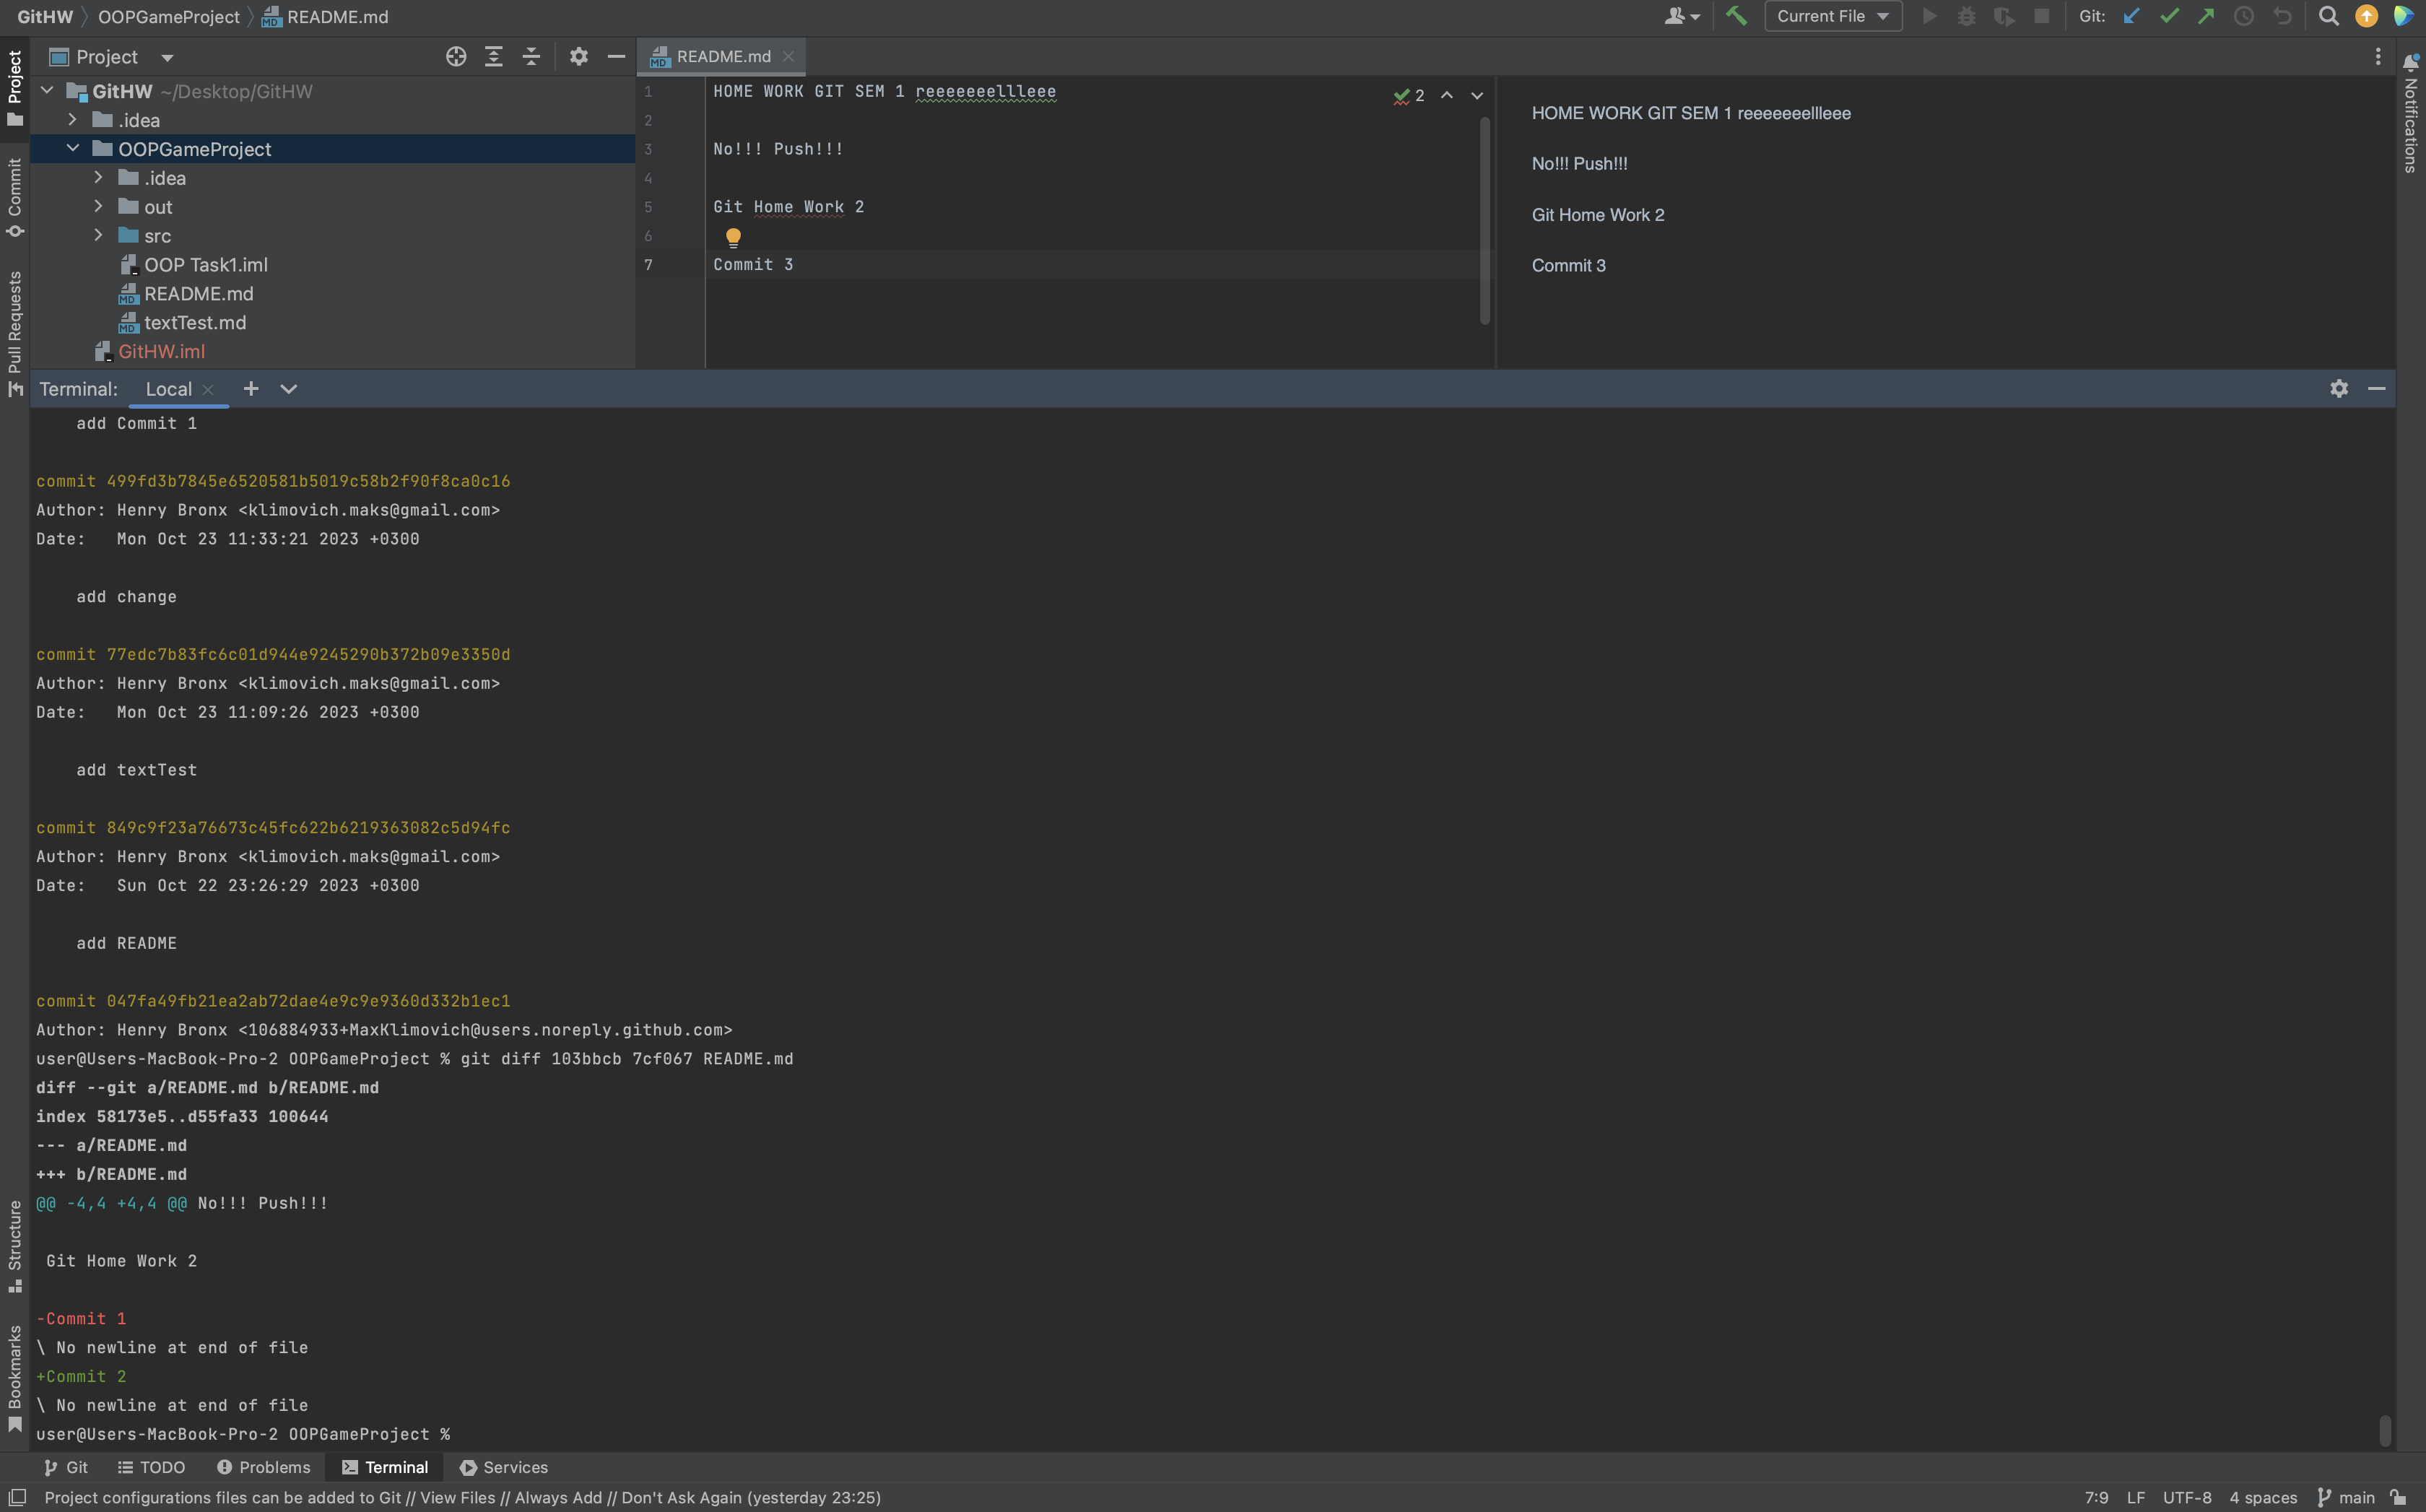 GitHW OOPGameProject README.md
Current File Git:
Project
README.md
GitHW ~/Desktop/GitHW
.idea
OOPGameProject
.idea
out
src
OOP Task1.iml
README.md
textTest.md
GitHW.iml
1 HOME WORK GIT SEM 1 reeeeeeellleee
2
3 No!!! Push!!!
4
5 Git Home Work 2
6
7 Commit 3
2
HOME WORK GIT SEM 1 reeeeeeellleee
No!!! Push!!!
Git Home Work 2
Commit 3
Project
Commit
Pull Requests
Structure
Bookmarks
Notifications
Terminal: Local
add Commit 1
commit 499fd3b7845e6520581b5019c58b2f90f8ca0c16
Author: Henry Bronx <klimovich.maks@gmail.com>
Date: Mon Oct 23 11:33:21 2023 +0300
add change
commit 77edc7b83fc6c01d944e9245290b372b09e3350d
Author: Henry Bronx <klimovich.maks@gmail.com>
Date: Mon Oct 23 11:09:26 2023 +0300
add textTest
commit 849c9f23a76673c45fc622b6219363082c5d94fc
Author: Henry Bronx <klimovich.maks@gmail.com>
Date: Sun Oct 22 23:26:29 2023 +0300
add README
commit 047fa49fb21ea2ab72dae4e9c9e9360d332b1ec1
Author: Henry Bronx <106884933+MaxKlimovich@users.noreply.github.com>
user@Users-MacBook-Pro-2 OOPGameProject % git diff 103bbcb 7cf067 README.md
diff --git a/README.md b/README.md
index 58173e5..d55fa33 100644
--- a/README.md
+++ b/README.md
@@ -4,4 +4,4 @@ No!!! Push!!!
Git Home Work 2
-Commit 1
\ No newline at end of file
+Commit 2
\ No newline at end of file
user@Users-MacBook-Pro-2 OOPGameProject %
Git TODO Problems Terminal Services
Project configurations files can be added to Git // View Files // Always Add // Don't Ask Again (yesterday 23:25) 7:9 LF UTF-8 4 spaces main